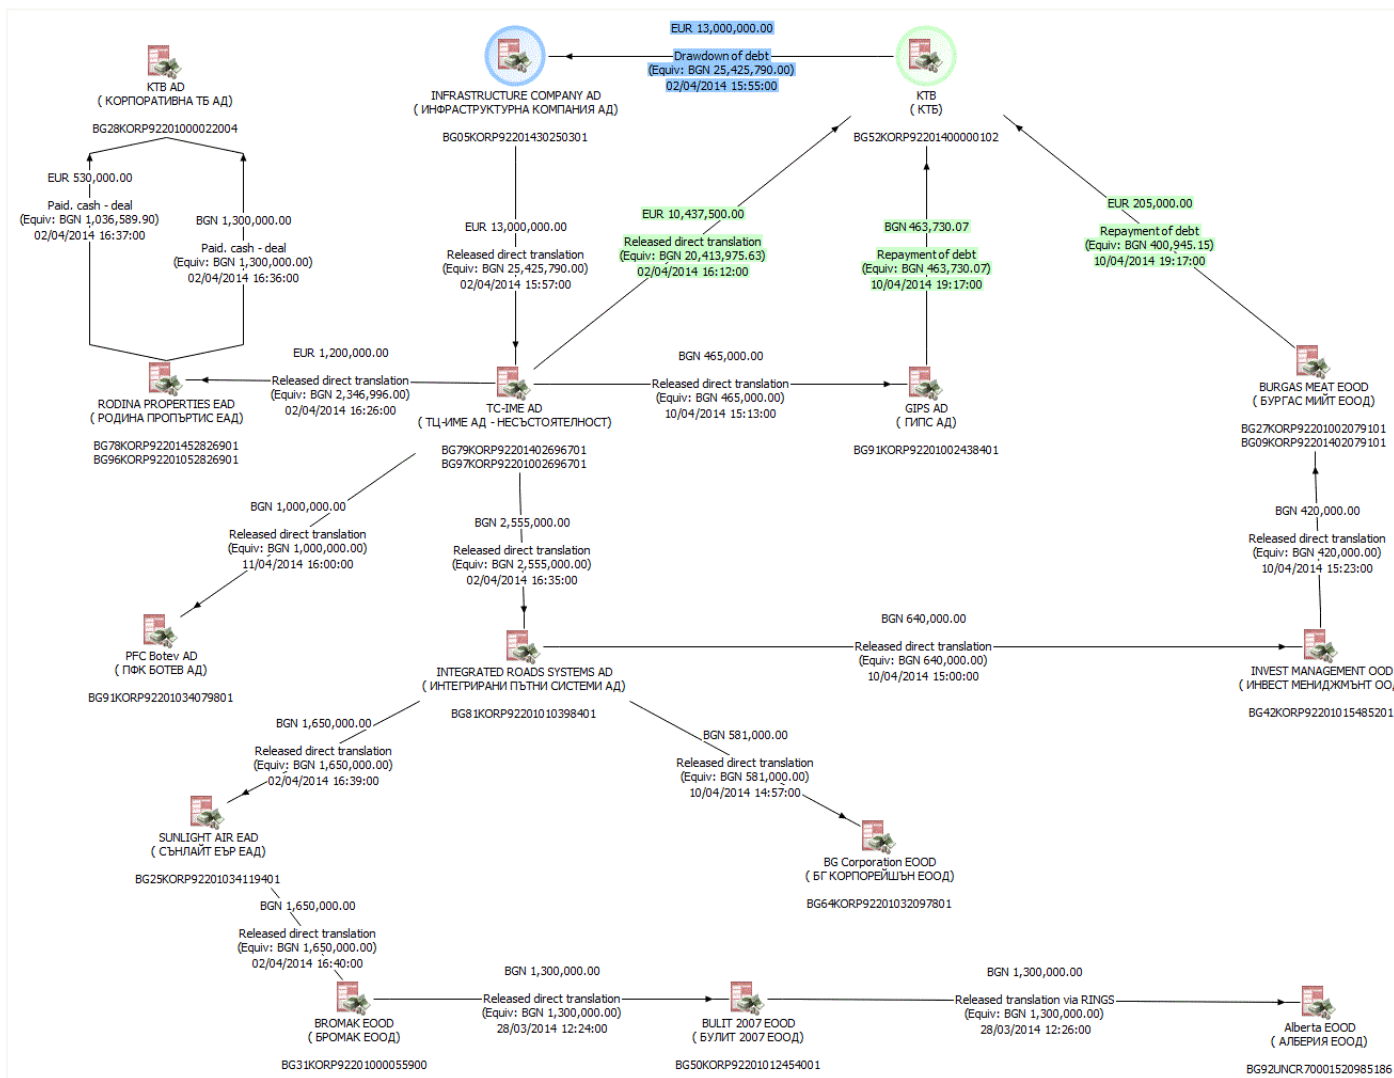 EUR 13,000,000.00
Drawdown of debt
(Equiv: BGN 25,425,790.00)
02/04/2014 15:55:00
KTB AD
( КОРПОРАТИВНА ТБ АД)
BG28KORP92201000022004
INFRASTRUCTURE COMPANY AD
( ИНФРАСТРУКТУРНА КОМПАНИЯ АД)
BG05KORP92201430250301
KTB
( КТБ)
BG52KORP92201400000102
EUR 530,000.00
Paid. cash - deal
(Equiv: BGN 1,036,589.90)
02/04/2014 16:37:00
BGN 1,300,000.00
Paid. cash - deal
(Equiv: BGN 1,300,000.00)
02/04/2014 16:36:00
EUR 13,000,000.00
Released direct translation
(Equiv: BGN 25,425,790.00)
02/04/2014 15:57:00
EUR 10,437,500.00
Released direct translation
(Equiv: BGN 20,413,975.63)
02/04/2014 16:12:00
BGN 463,730.07
Repayment of debt
(Equiv: BGN 463,730.07)
10/04/2014 19:17:00
EUR 205,000.00
Repayment of debt
(Equiv: BGN 400,945.15)
10/04/2014 19:17:00
EUR 1,200,000.00
Released direct translation
(Equiv: BGN 2,346,996.00)
02/04/2014 16:26:00
BGN 465,000.00
Released direct translation
(Equiv: BGN 465,000.00)
10/04/2014 15:13:00
RODINA PROPERTIES EAD
( РОДИНА ПРОПЪРТИС ЕАД)
BG78KORP92201452826901
BG96KORP92201052826901
TC-IME AD
( ТЦ-ИМЕ АД - НЕСЪСТОЯТЕЛНОСТ)
BG79KORP92201402696701
BG97KORP92201002696701
GIPS AD
( ГИПС АД)
BG91KORP92201002438401
BURGAS MEAT EOOD
( БУРГАС МИЙТ ЕООД)
BG27KORP92201002079101
BG09KORP92201402079101
BGN 1,000,000.00
Released direct translation
(Equiv: BGN 1,000,000.00)
11/04/2014 16:00:00
BGN 2,555,000.00
Released direct translation
(Equiv: BGN 2,555,000.00)
02/04/2014 16:35:00
BGN 420,000.00
Released direct translation
(Equiv: BGN 420,000.00)
10/04/2014 15:23:00
PFC Botev AD
( ПФК БОТЕВ АД)
BG91KORP92201034079801
INTEGRATED ROADS SYSTEMS AD
( ИНТЕГРИРАНИ ПЪТНИ СИСТЕМИ АД)
BG81KORP92201010398401
BGN 640,000.00
Released direct translation
(Equiv: BGN 640,000.00)
10/04/2014 15:00:00
INVEST MANAGEMENT OOD
( ИНВЕСТ МЕНИДЖМЪНТ ОО
BG42KORP92201015485201
BGN 1,650,000.00
Released direct translation
(Equiv: BGN 1,650,000.00)
02/04/2014 16:39:00
BGN 581,000.00
Released direct translation
(Equiv: BGN 581,000.00)
10/04/2014 14:57:00
SUNLIGHT AIR EAD
( СЪНЛАЙТ ЕЪР ЕАД)
BG25KORP92201034119401
BG Corporation EOOD
( БГ КОРПОРЕЙШЪН ЕООД)
BG64KORP92201032097801
BGN 1,650,000.00
Released direct translation
(Equiv: BGN 1,650,000.00)
02/04/2014 16:40:00
BGN 1,300,000.00
Released direct translation
(Equiv: BGN 1,300,000.00)
28/03/2014 12:24:00
BGN 1,300,000.00
Released translation via RINGS
(Equiv: BGN 1,300,000.00)
28/03/2014 12:26:00
BROMAK EOOD
( БРОМАК ЕООД)
BG31KORP92201000055900
BULIT 2007 EOOD
( БУЛИТ 2007 ЕООД)
BG50KORP92201012454001
Alberta EOOD
( АЛБЕРИЯ ЕООД)
BG92UNCR70001520985186